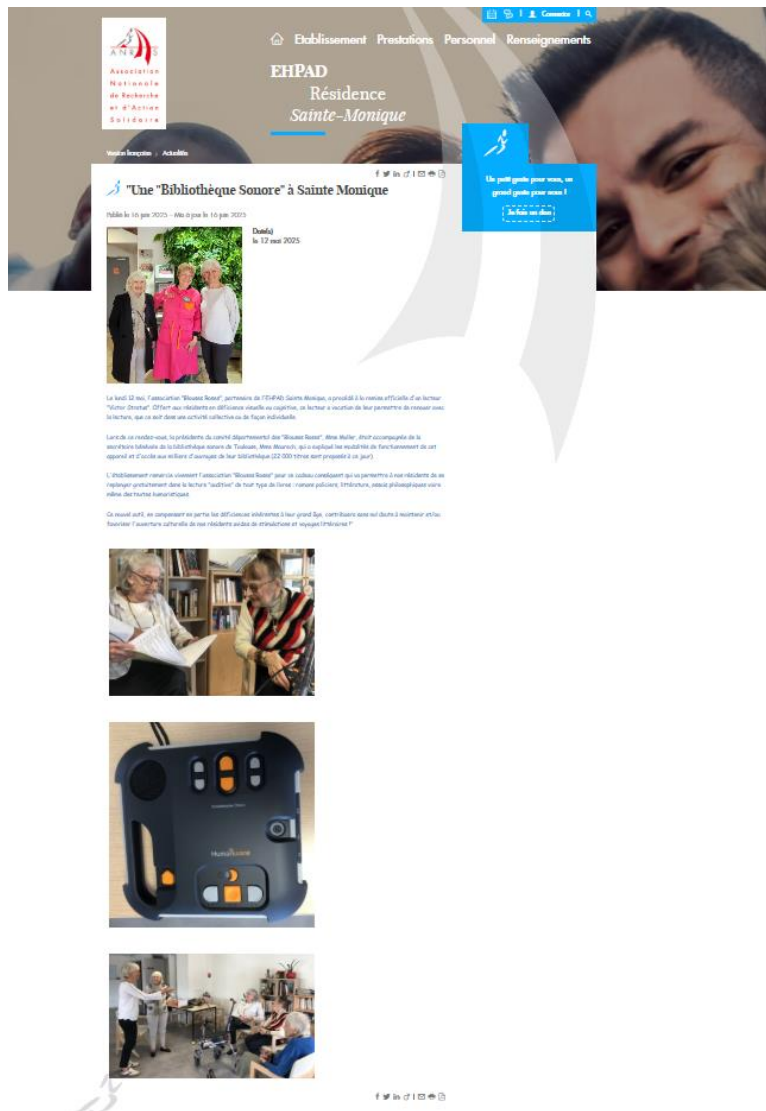 Connecter
Etablissement Prestations Personnel Renseignements
ANRAS
Association
Nationale
de Recherche
et d'Action
Solidaire
EHPAD
Résidence
Sainte-Monique
Version française > Actualités
Un petit geste pour vous, un
grand geste pour nous !
Je fais un don
"Une "Bibliothèque Sonore" à Sainte Monique
Publié le 16 juin 2025 – Mis à jour le 16 juin 2025
Date(s)
le 12 mai 2025
Le lundi 12 mai, l'association "Blouses Roses", partenaire de l'EHPAD Sainte Monique, a procédé à la remise officielle d'un lecteur
"Victor Stratus". Offert aux résidents en déficience visuelle ou cognitive, ce lecteur a vocation de leur permettre de renouer avec
la lecture, que ce soit dans une activité collective ou de façon individuelle.
Lors de ce rendez-vous, la présidente du comité départemental des "Blouses Roses", Mme Muller, était accompagnée de la
secrétaire bénévole de la bibliothèque sonore de Toulouse, Mme, qui a expliqué les modalités de fonctionnement de cet
appareil et d'accès aux milliers d'ouvrages de leur bibliothèque (22 000 titres sont proposés à ce jour).
L'établissement remercie vivement l'association "Blouses Roses" pour ce cadeau conséquent qui va permettre à nos résidents de se
replonger gratuitement dans la lecture "auditive" de tout type de livres : romans policiers, littérature, essais philosophiques voire
même des textes humoristiques.
Ce nouvel outil, en compensant en partie les déficiences inhérentes à leur grand âge, contribuera sans nul doute à maintenir et/ou
favoriser l'ouverture culturelle de nos résidents avides de stimulations et voyages littéraires !"
HumanWare